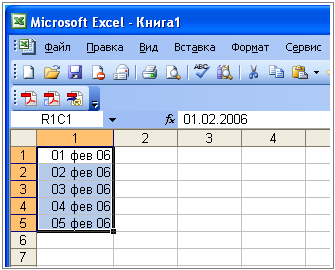 Microsoft Excel - Книга1
Файл Правка Вид Вставка Формат Сервис
ABC
R1C1 fx 01.02.2006
1 2 3 4
1 01 фев 06
2 02 фев 06
3 03 фев 06
4 04 фев 06
5 05 фев 06
6
7